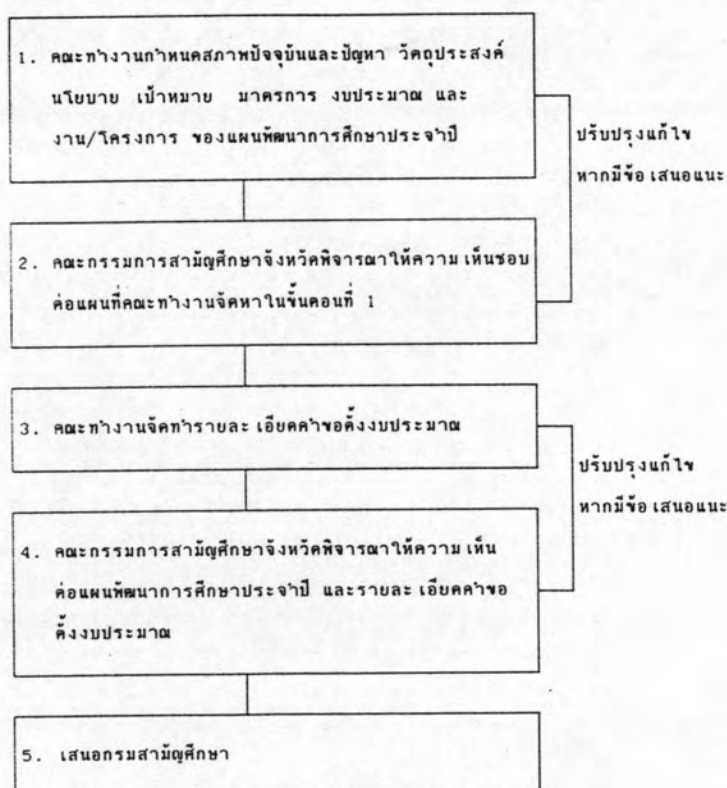 1. คณะทำงานกำหนดสภาพปัจจุบันและปัญหา วัตถุประสงค์
นโยบาย เป้าหมาย มาตรการ งบประมาณ และ
งาน/โครงการ ของแผนพัฒนาการศึกษาประจำปี
ปรับปรุงแก้ไข
หากมีข้อเสนอแนะ
2. คณะกรรมการสามัญศึกษาจังหวัดพิจารณาให้ความเห็นชอบ
ต่อแผนที่คณะทำงานจัดหาในขั้นตอนที่ 1
3. คณะทำงานจัดทำรายละเอียดคำขอตั้งงบประมาณ
ปรับปรุงแก้ไข
หากมีข้อเสนอแนะ
4. คณะกรรมการสามัญศึกษาจังหวัดพิจารณาให้ความเห็น
ต่อแผนพัฒนาการศึกษาประจำปี และรายละเอียดคำขอ
ตั้งงบประมาณ
5. เสนอกรมสามัญศึกษา